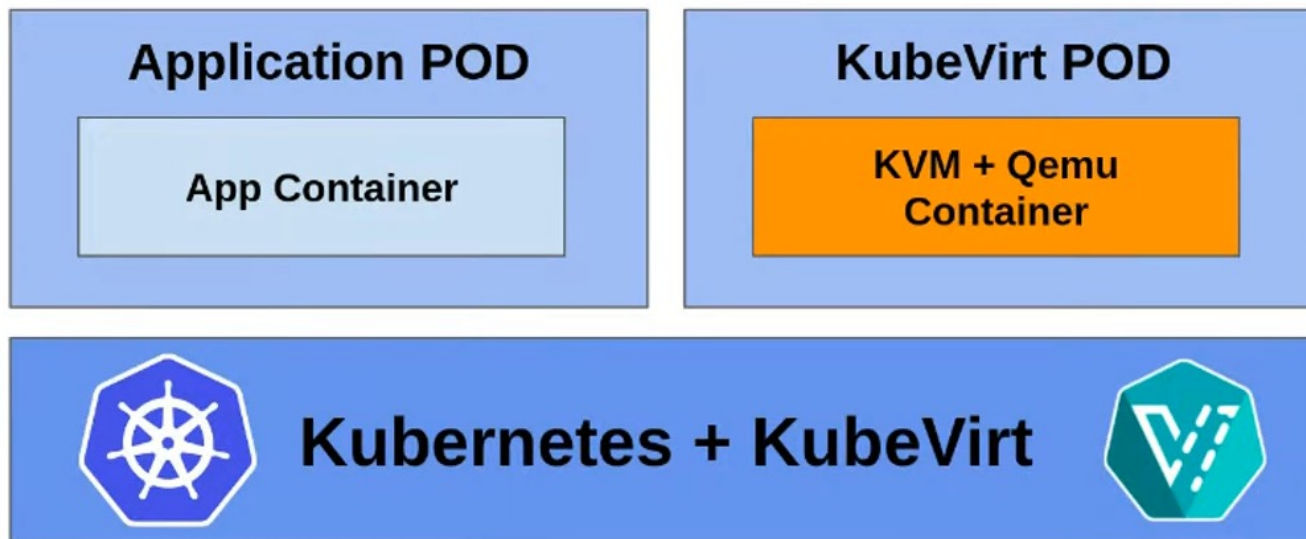 Application POD
App Container
KubeVirt POD
KVM + Qemu
Container
Kubernetes + KubeVirt